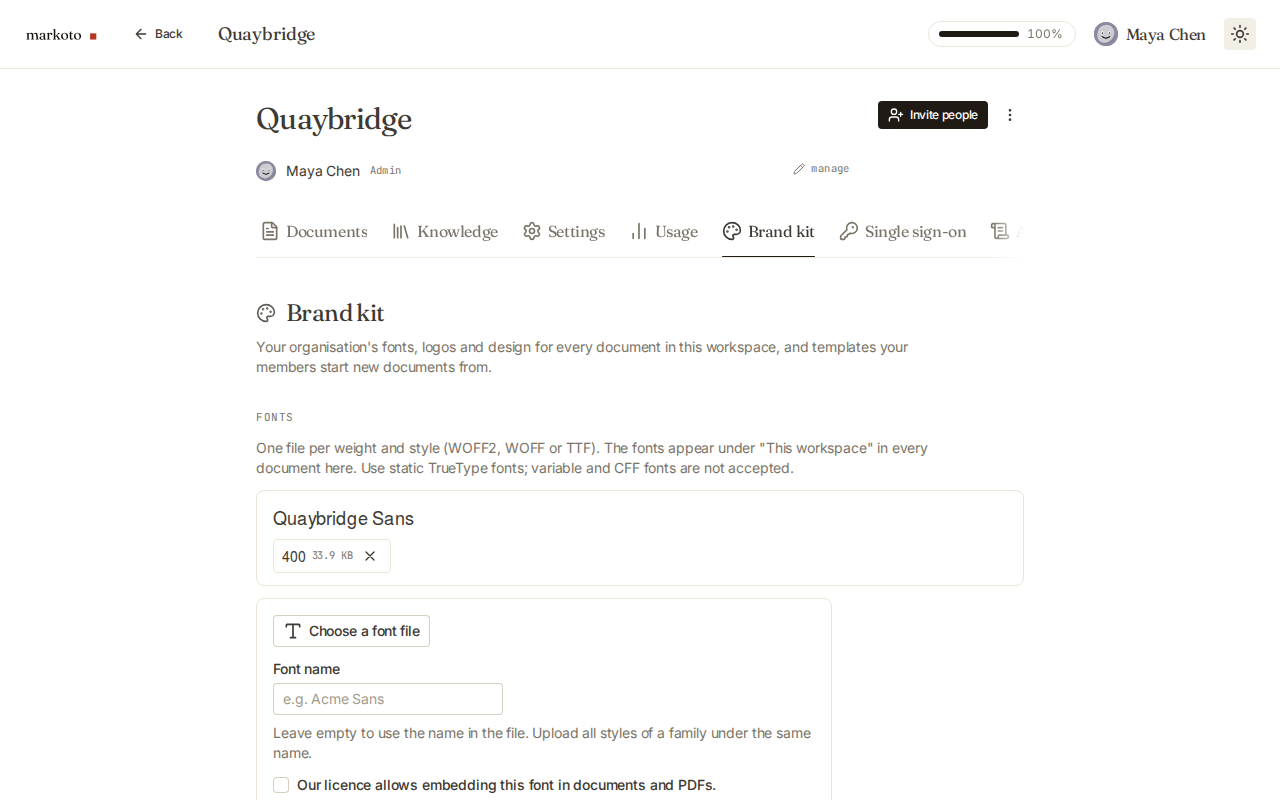 markoto
Back
Quaybridge
100%
Maya Chen
Quaybridge
Invite people
Maya Chen Admin
manage
Documents
Knowledge
Settings
Usage
Brand kit
Single sign-on
Brand kit
Your organisation's fonts, logos and design for every document in this workspace, and templates your
members start new documents from.
FONTS
One file per weight and style (WOFF2, WOFF or TTF). The fonts appear under "This workspace" in every
document here. Use static TrueType fonts; variable and CFF fonts are not accepted.
Quaybridge Sans
400 33.9 KB
Choose a font file
Font name
e.g. Acme Sans
Leave empty to use the name in the file. Upload all styles of a family under the same
name.
Our licence allows embedding this font in documents and PDFs.